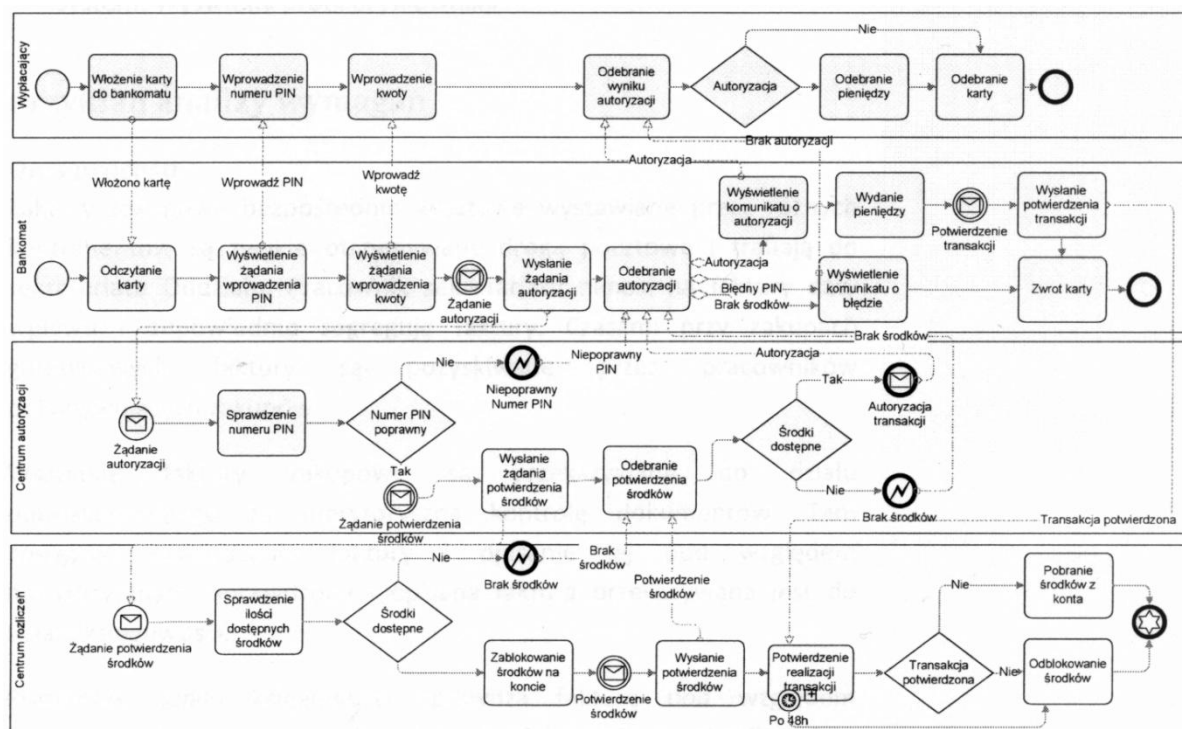 Wypłacający
Włożenie karty
do bankomatu
Wprowadzenie
numeru PIN
Wprowadzenie
kwoty
Odebranie
wyniku
autoryzacji
Autoryzacja
Nie
Odebranie
pieniędzy
Odebranie
karty
Bankomat
Włożono kartę
Wprowadź PIN
Wprowadź
kwotę
Autoryzacja
Brak autoryzacji
Odczytanie
karty
Wyświetlenie
żądania
wprowadzenia
PIN
Wyświetlenie
żądania
wprowadzenia
kwoty
Żądanie
autoryzacji
Wysłanie
żądania
autoryzacji
Odebranie
autoryzacji
Autoryzacja
Błędny PIN
Brak środków
Wyświetlenie
komunikatu o
autoryzacji
Wydanie
pieniędzy
Potwierdzenie
transakcji
Wysłanie
potwierdzenia
transakcji
Wyświetlenie
komunikatu o
błędzie
Zwrot karty
Centrum autoryzacji
Żądanie
autoryzacji
Sprawdzenie
numeru PIN
Numer PIN
poprawny
Nie
Niepoprawny
Numer PIN
Niepoprawny
PIN
Tak
Żądanie potwierdzenia
środków
Wysłanie
żądania
potwierdzenia
środków
Odebranie
potwierdzenia
środków
Środki
dostępne
Tak
Autoryzacja
transakcji
Autoryzacja
Brak środków
Nie
Brak środków
Transakcja potwierdzona
Centrum rozliczeń
Żądanie potwierdzenia
środków
Sprawdzenie
ilości
dostępnych
środków
Środki
dostępne
Nie
Brak środków
Brak
środków
Potwierdzenie
środków
Zablokowanie
środków na
koncie
Potwierdzenie
środków
Wysłanie
potwierdzenia
środków
Potwierdzenie
realizacji
transakcji
Po 48h
Transakcja
potwierdzona
Nie
Pobranie
środków z
konta
Nie
Odblokowanie
środków